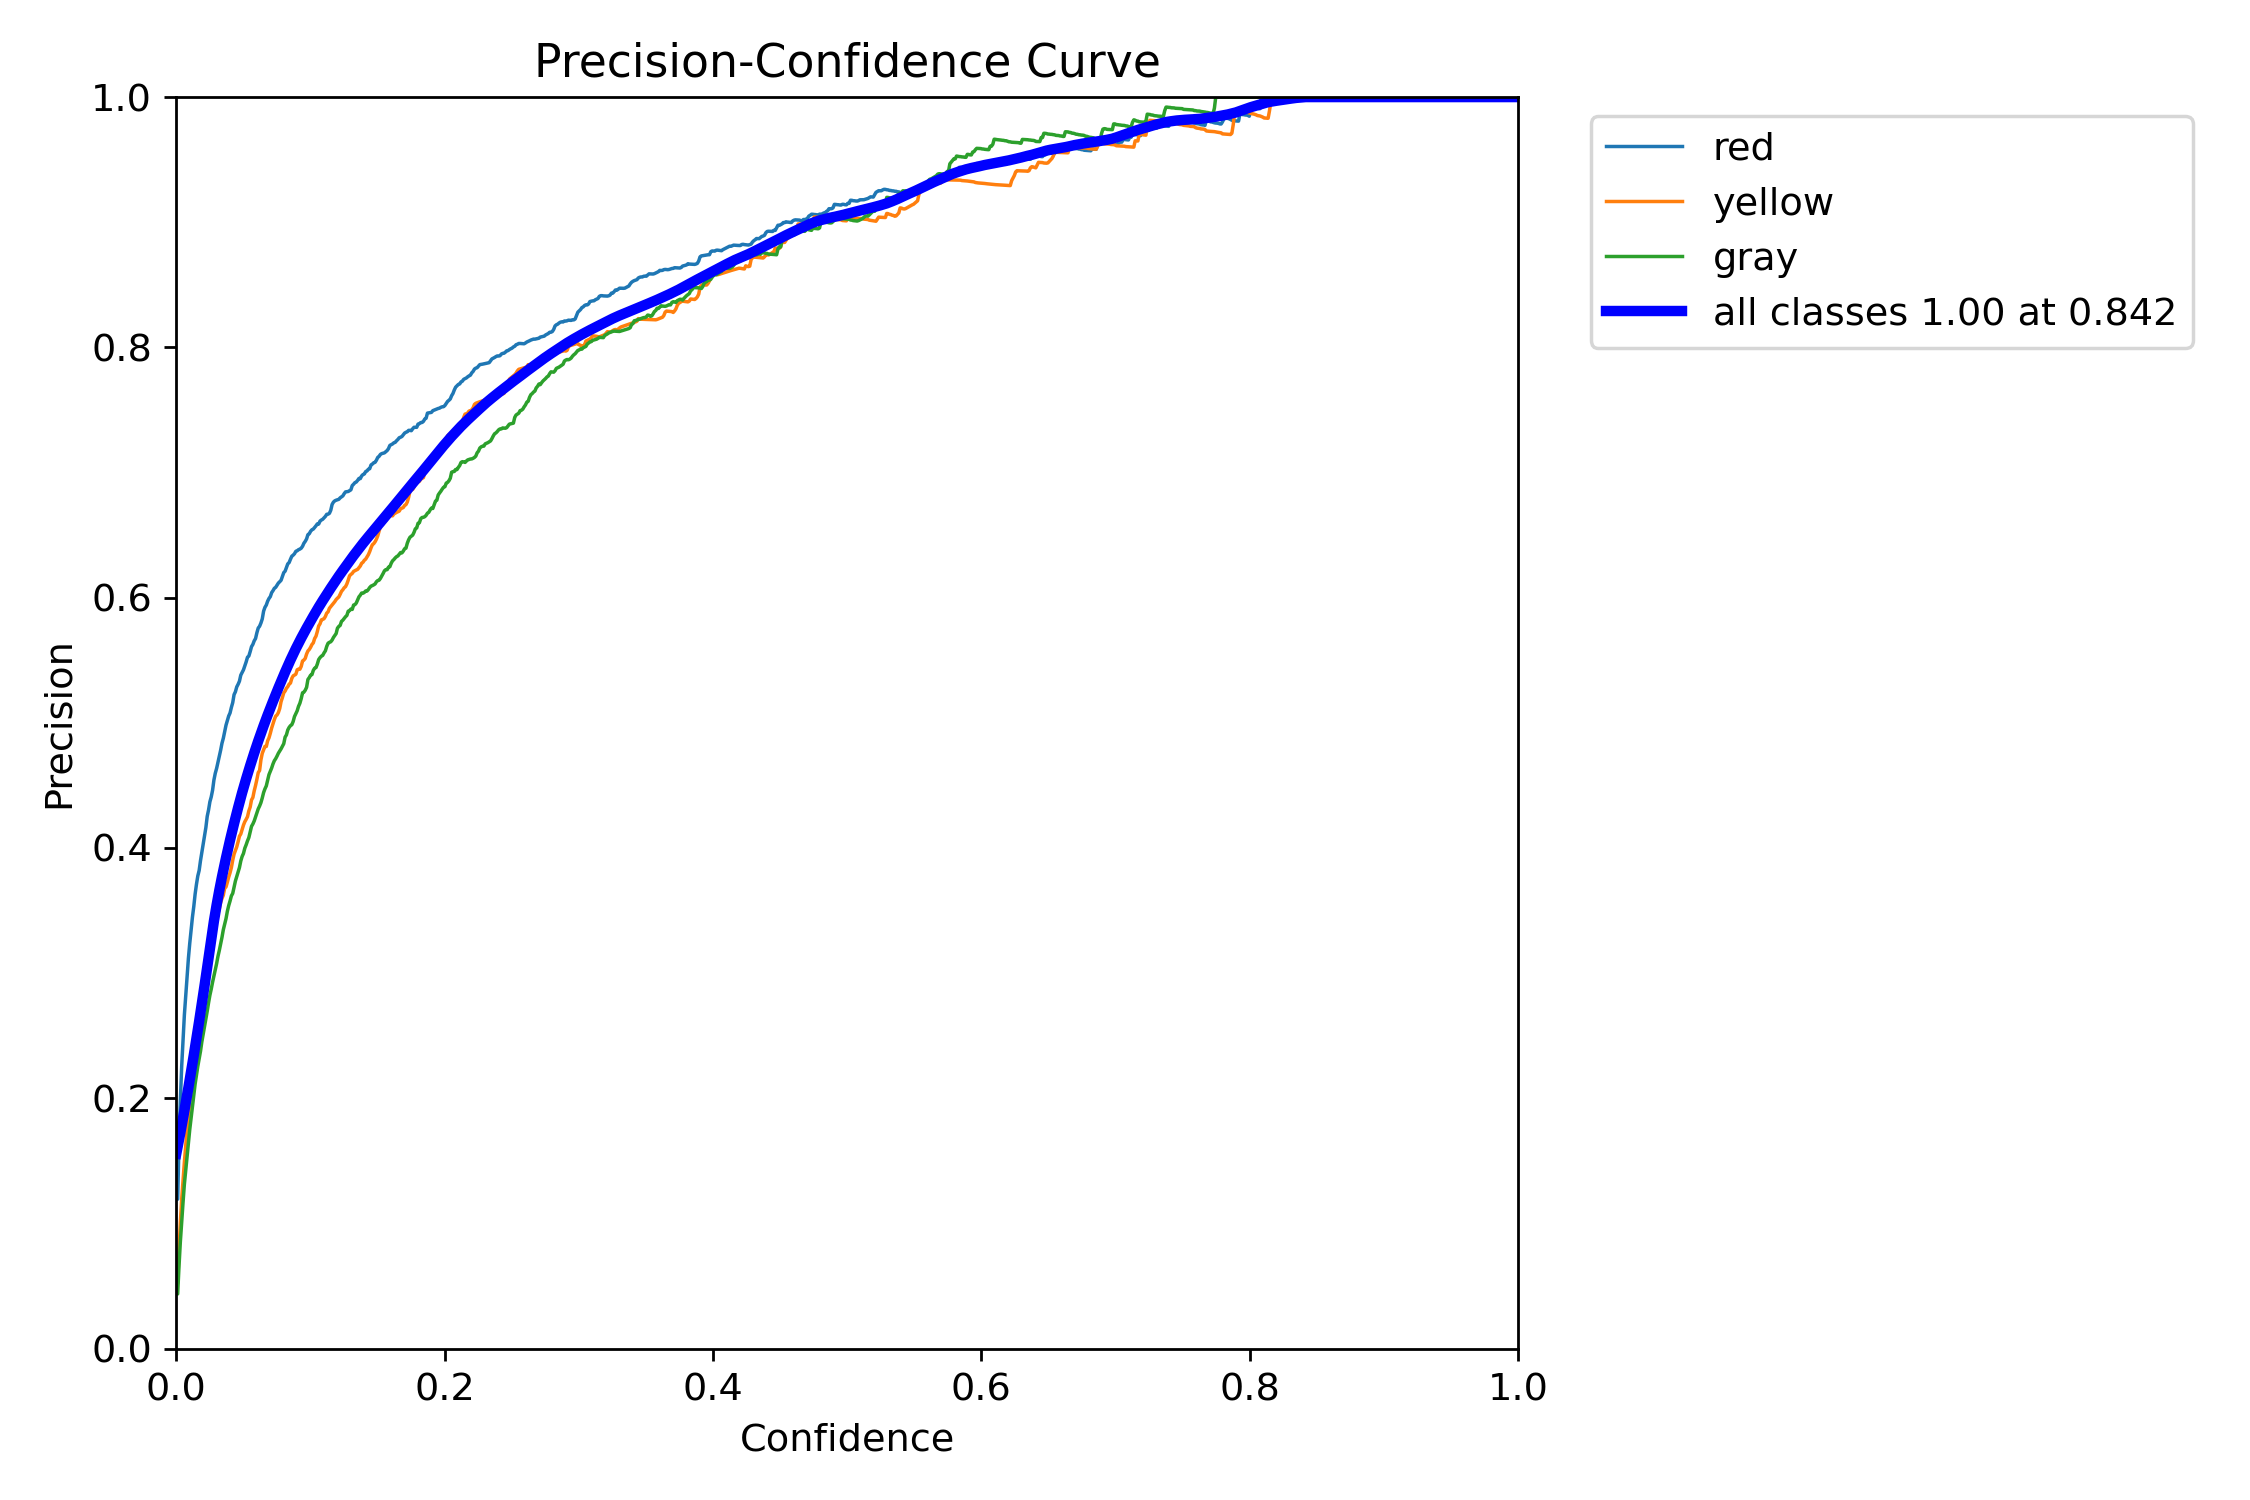 Precision-Confidence Curve
1.0
0.8
0.6
0.4
0.2
0.0
Precision
0.0 0.2 0.4 0.6 0.8 1.0
Confidence
red
yellow
gray
all classes 1.00 at 0.842